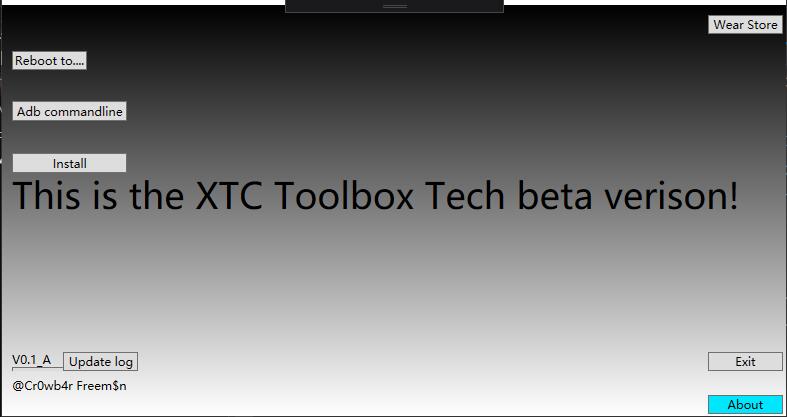 Wear Store
Reboot to....
Adb commandline
Install
This is the XTC Toolbox Tech beta verison!
V0.1_A
Update log
Exit
@Cr0wb4r Freem$n
About